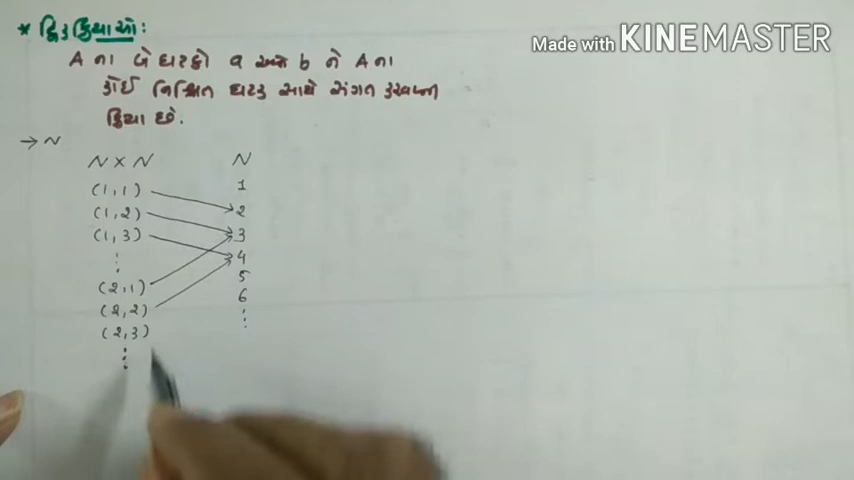 * દ્વિક્ક્રિયાઓ:
A ના બે ઘટકો a અને b ને A ના
કોઈ નિશ્ચિત ઘટક સાથે સંગત કરવાની
ક્રિયા છે.
→ N
N × N N
(1,1) 1
(1,2) 2
(1,3) 3
⋮ 4
(2,1) 5
(2,2) 6
(2,3) ⋮
⋮
Made with KINEMASTER